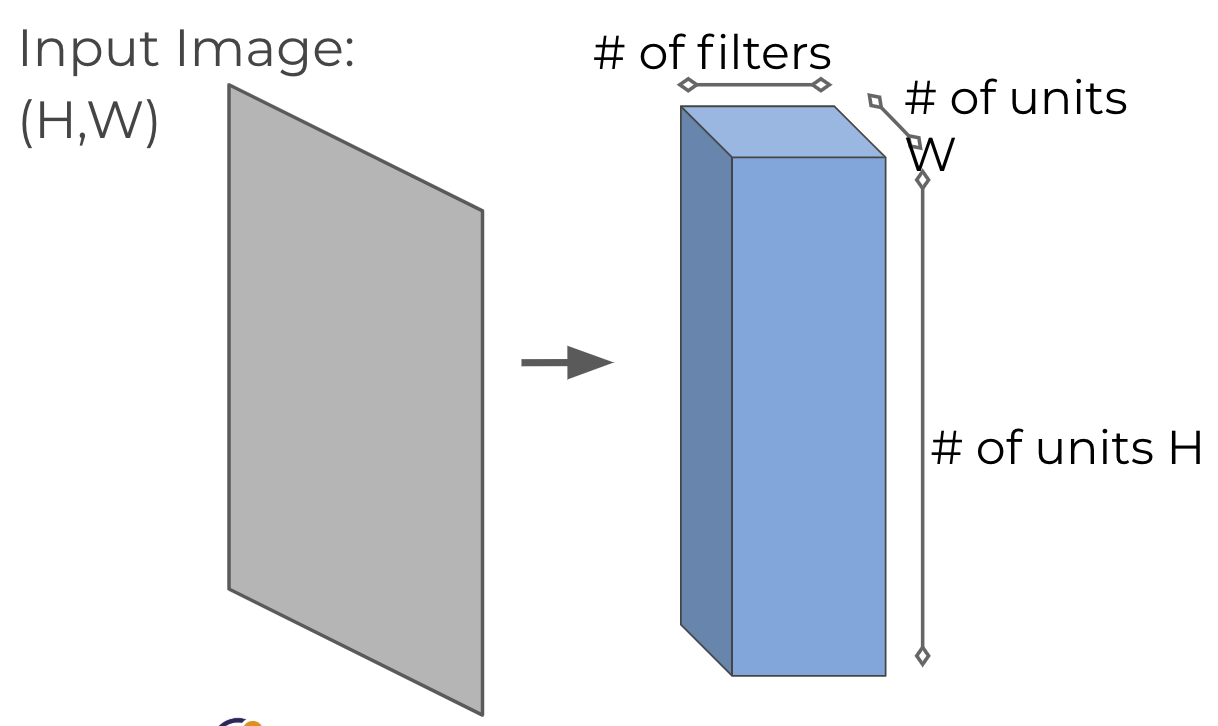 Input Image:
(H,W)
# of filters
# of units
W
# of units H